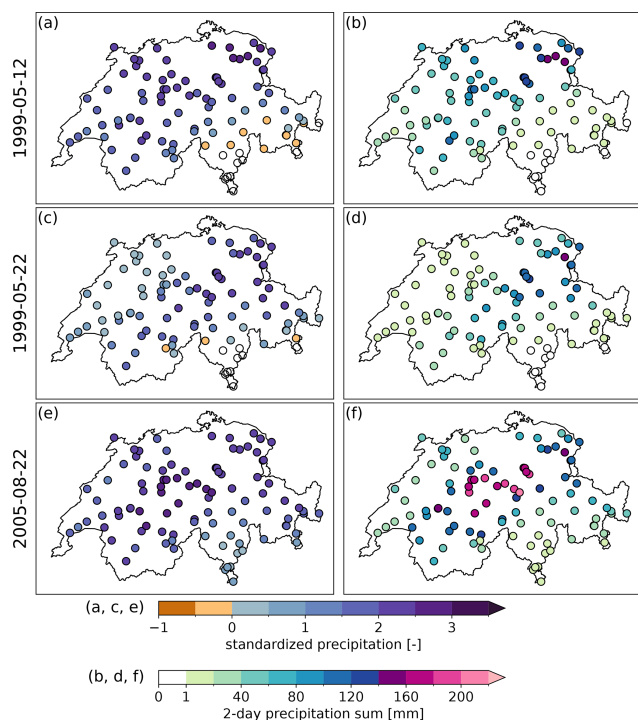 (a)
(b)
1999-05-12
(c)
(d)
1999-05-22
(e)
(f)
2005-08-22
(a, c, e)
−1 0 1 2 3
standardized precipitation [-]
(b, d, f)
0 1 40 80 120 160 200
2-day precipitation sum [mm]